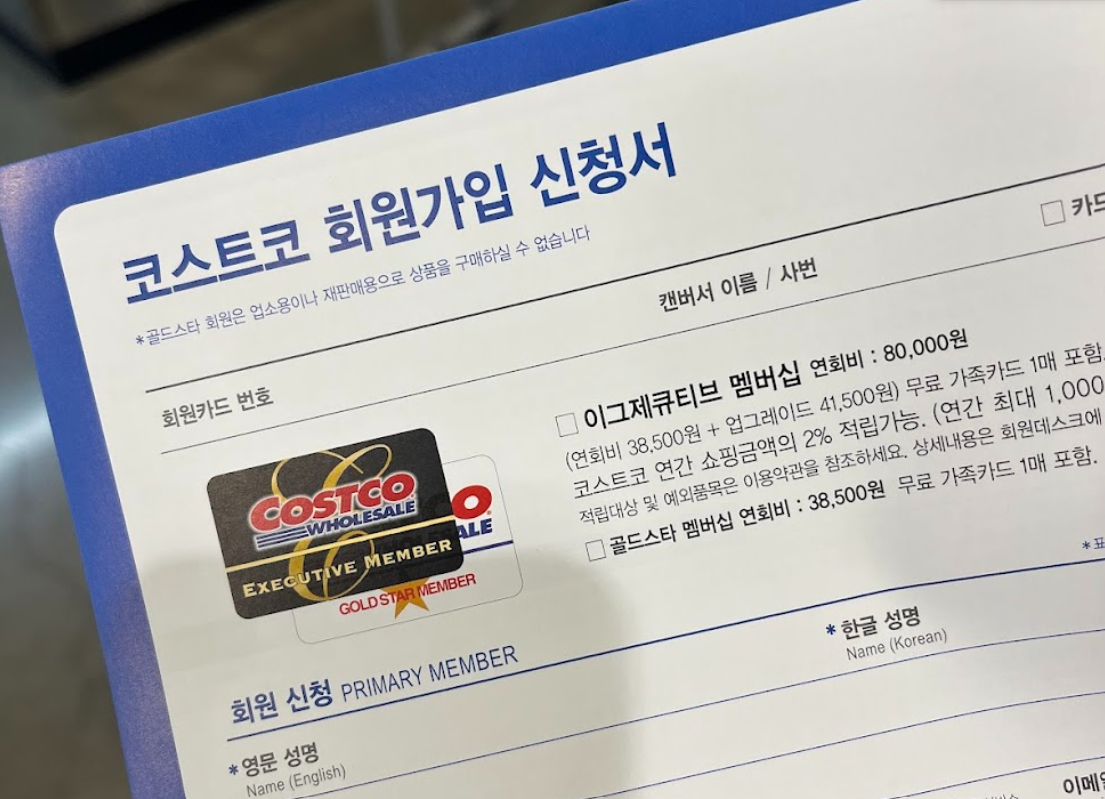 코스트코 회원가입 신청서
*골드스타 회원은 업소용이나 재판매용으로 상품을 구매하실 수 없습니다
카드
캔버서 이름 / 사번
회원카드 번호
□ 이그제큐티브 멤버십 연회비 : 80,000원
(연회비 38,500원 + 업그레이드 41,500원) 무료 가족카드 1매 포함.
코스트코 연간 쇼핑금액의 2% 적립가능. (연간 최대 1,000
적립대상 및 예외품목은 이용약관을 참조하세요. 상세내용은 회원데스크에
□ 골드스타 멤버십 연회비 : 38,500원 무료 가족카드 1매 포함.
*표
COSTCO
WHOLESALE
EXECUTIVE MEMBER
CO
ALE
GOLD STAR MEMBER
회원 신청 PRIMARY MEMBER
*한글 성명
Name (Korean)
*영문 성명
Name (English)
이메일